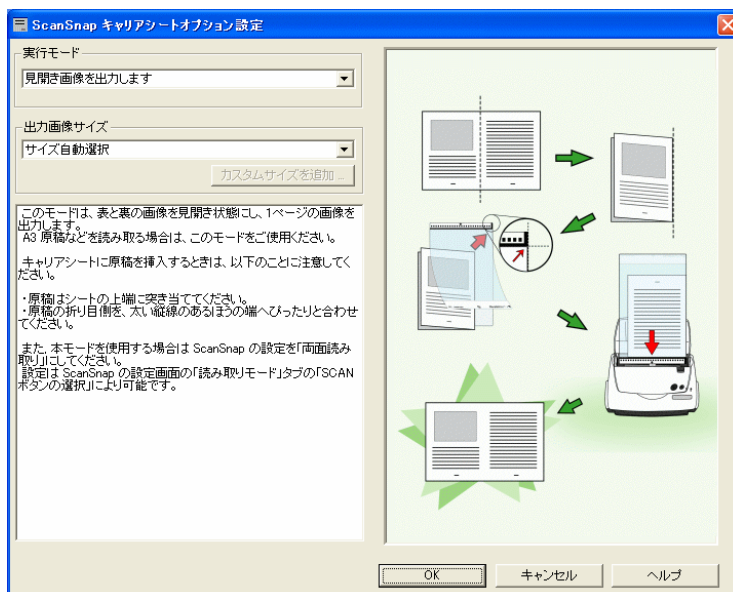 ScanSnap キャリアシートオプション設定
実行モード
見開き画像を出力します
出力画像サイズ
サイズ自動選択
カスタムサイズを追加 ...
このモードは、表と裏の画像を見開き状態にし、1ページの画像を
出力します。
A3 原稿などを読み取る場合は、このモードをご使用ください。
キャリアシートに原稿を挿入するときは、以下のことに注意してく
ださい。
・原稿はシートの上端に突き当ててください。
・原稿の折り目側を、太い縦線のあるほうの端へぴったりと合わせ
てください。
また、本モードを使用する場合は ScanSnap の設定を「両面読み
取り」にしてください。
設定は ScanSnap の設定画面の「読み取りモード」タブの「SCAN
ボタンの選択」により可能です。
OK
キャンセル
ヘルプ